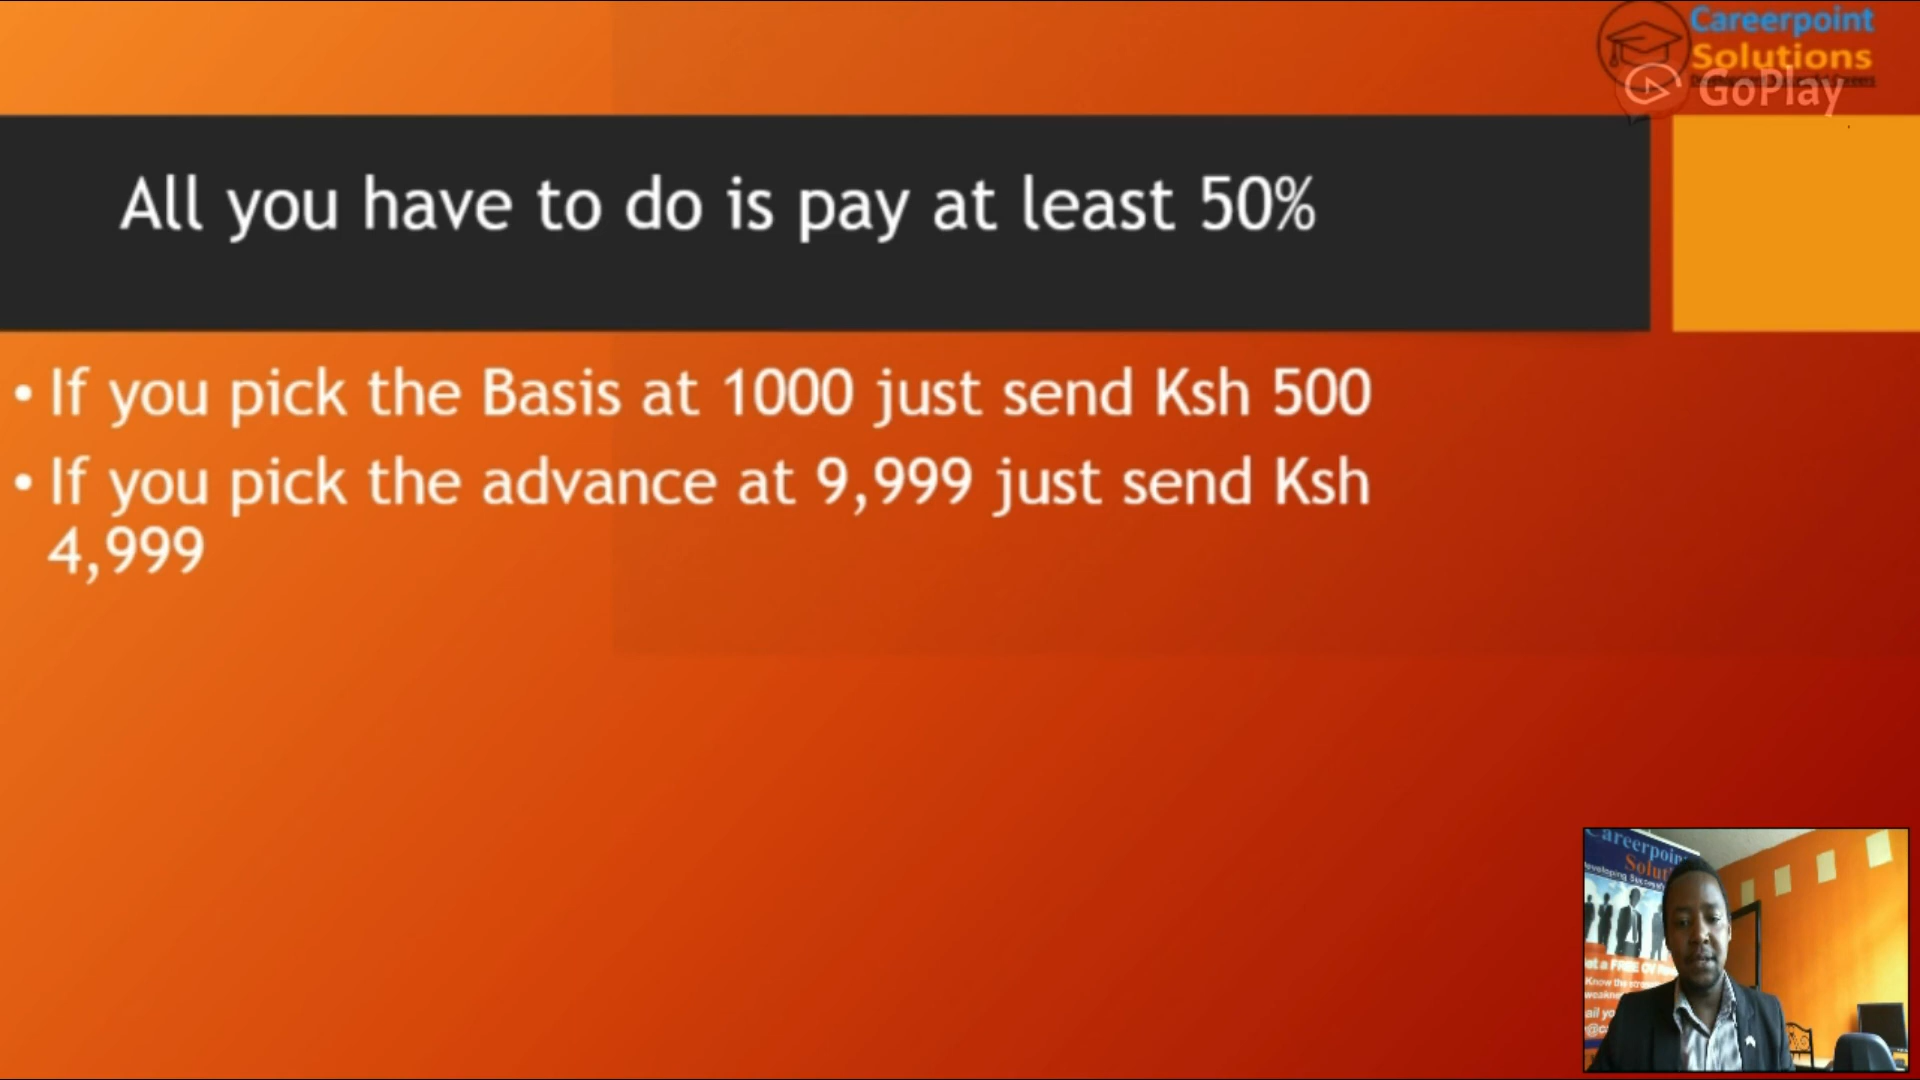 Careerpoint
Solutions
GoPlay
All you have to do is pay at least 50%
• If you pick the Basis at 1000 just send Ksh 500
• If you pick the advance at 9,999 just send Ksh
4,999
Careerpoin
Solut